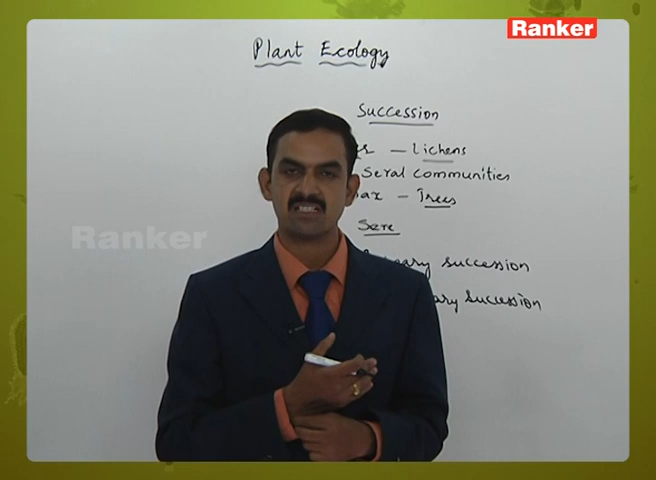 Ranker
Plant Ecology
Succession
– Lichens
Seral communities
– Trees
Sere
succession
Succession
Ranker